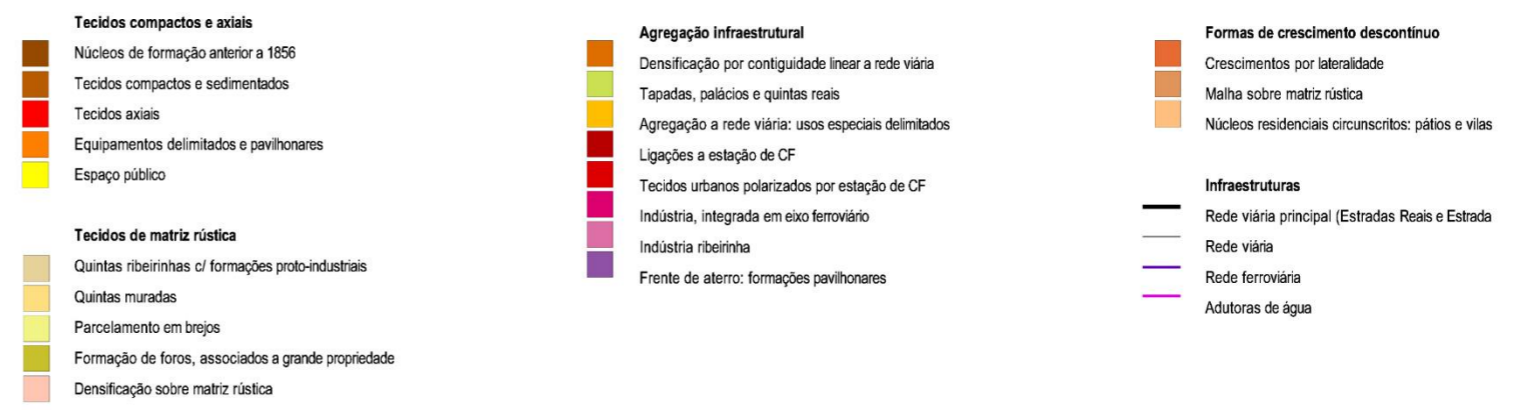 Tecidos compactos e axiais
Núcleos de formação anterior a 1856
Tecidos compactos e sedimentados
Tecidos axiais
Equipamentos delimitados e pavilhonares
Espaço público
Tecidos de matriz rústica
Quintas ribeirinhas c/ formações proto-industriais
Quintas muradas
Parcelamento em brejos
Formação de foros, associados a grande propriedade
Densificação sobre matriz rústica
Agregação infraestrutural
Densificação por contiguidade linear a rede viária
Tapadas, palácios e quintas reais
Agregação a rede viária: usos especiais delimitados
Ligações a estação de CF
Tecidos urbanos polarizados por estação de CF
Indústria, integrada em eixo ferroviário
Indústria ribeirinha
Frente de aterro: formações pavilhonares
Formas de crescimento descontínuo
Crescimentos por lateralidade
Malha sobre matriz rústica
Núcleos residenciais circunscritos: pátios e vilas
Infraestruturas
Rede viária principal (Estradas Reais e Estrada
Rede viária
Rede ferroviária
Adutoras de água